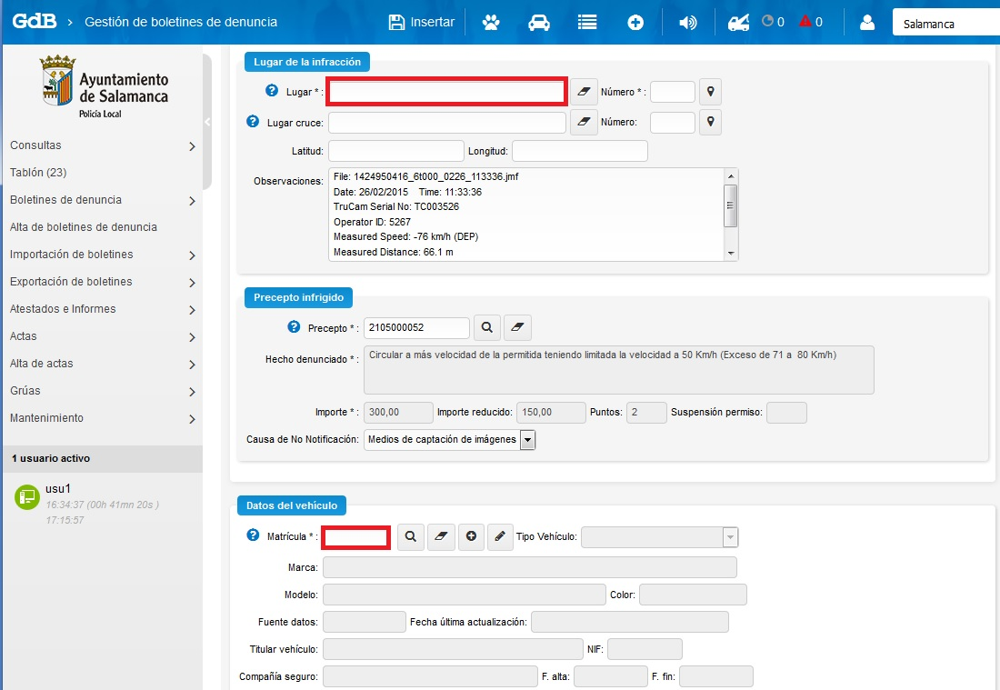 GdB > Gestión de boletines de denuncia Insertar 0 0 Salamanca
Ayuntamiento
de Salamanca
Policía Local
Consultas
Tablón (23)
Boletines de denuncia
Alta de boletines de denuncia
Importación de boletines
Exportación de boletines
Atestados e Informes
Actas
Alta de actas
Grúas
Mantenimiento
1 usuario activo
usu1
16:34:37 (00h 41mn 20s )
17:15:57
Lugar de la infracción
Lugar * : Número * :
Lugar cruce: Número:
Latitud: Longitud:
Observaciones:
File: 1424950416_6t000_0226_113336.jmf
Date: 26/02/2015 Time: 11:33:36
TruCam Serial No: TC003526
Operator ID: 5267
Measured Speed: -76 km/h (DEP)
Measured Distance: 66.1 m
Precepto infrigido
Precepto * : 2105000052
Hecho denunciado * : Circular a más velocidad de la permitida teniendo limitada la velocidad a 50 Km/h (Exceso de 71 a 80 Km/h)
Importe * : 300,00 Importe reducido: 150,00 Puntos: 2 Suspensión permiso:
Causa de No Notificación: Medios de captación de imágenes
Datos del vehículo
Matrícula * : Tipo Vehículo:
Marca:
Modelo: Color:
Fuente datos: Fecha última actualización:
Titular vehículo: NIF:
Compañía seguro: F. alta: F. fin: